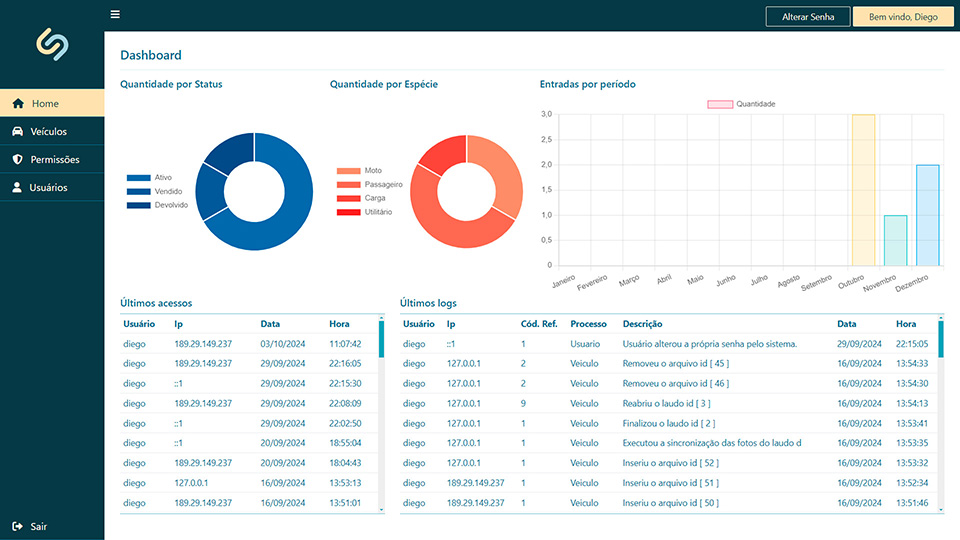 Alterar Senha Bem vindo, Diego
Home
Veículos
Permissões
Usuários
Sair
Dashboard
Quantidade por Status
Ativo
Vendido
Devolvido
Quantidade por Espécie
Moto
Passageiro
Carga
Utilitário
Entradas por período
Quantidade
3,0
2,5
2,0
1,5
1,0
0,5
0
Janeiro Fevereiro Março Abril Maio Junho Julho Agosto Setembro Outubro Novembro Dezembro
Últimos acessos
Usuário Ip Data Hora
diego 189.29.149.237 03/10/2024 11:07:42
diego 189.29.149.237 29/09/2024 22:16:05
diego ::1 29/09/2024 22:15:30
diego 189.29.149.237 29/09/2024 22:08:09
diego ::1 29/09/2024 22:02:50
diego ::1 20/09/2024 18:55:04
diego 189.29.149.237 20/09/2024 18:04:43
diego 127.0.0.1 16/09/2024 13:53:13
diego 189.29.149.237 16/09/2024 13:51:01
Últimos logs
Usuário Ip Cód. Ref. Processo Descrição Data Hora
diego ::1 1 Usuario Usuário alterou a própria senha pelo sistema. 29/09/2024 22:15:05
diego 127.0.0.1 2 Veiculo Removeu o arquivo id [ 45 ] 16/09/2024 13:54:33
diego 127.0.0.1 2 Veiculo Removeu o arquivo id [ 46 ] 16/09/2024 13:54:30
diego 127.0.0.1 9 Veiculo Reabriu o laudo id [ 3 ] 16/09/2024 13:54:13
diego 127.0.0.1 1 Veiculo Finalizou o laudo id [ 2 ] 16/09/2024 13:53:41
diego 127.0.0.1 1 Veiculo Executou a sincronização das fotos do laudo d 16/09/2024 13:53:35
diego 127.0.0.1 1 Veiculo Inseriu o arquivo id [ 52 ] 16/09/2024 13:53:32
diego 189.29.149.237 1 Veiculo Inseriu o arquivo id [ 51 ] 16/09/2024 13:52:34
diego 189.29.149.237 1 Veiculo Inseriu o arquivo id [ 50 ] 16/09/2024 13:51:46